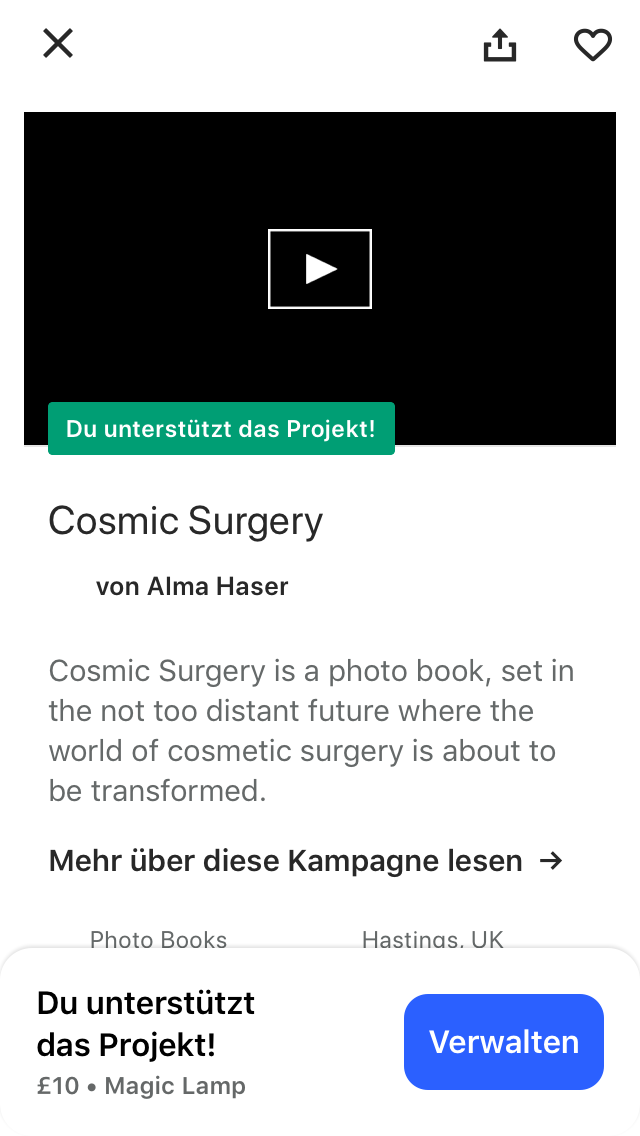 Du unterstützt das Projekt!
Cosmic Surgery
von Alma Haser
Cosmic Surgery is a photo book, set in
the not too distant future where the
world of cosmetic surgery is about to
be transformed.
Mehr über diese Kampagne lesen →
Photo Books
Hastings, UK
Du unterstützt
das Projekt!
£10 • Magic Lamp
Verwalten